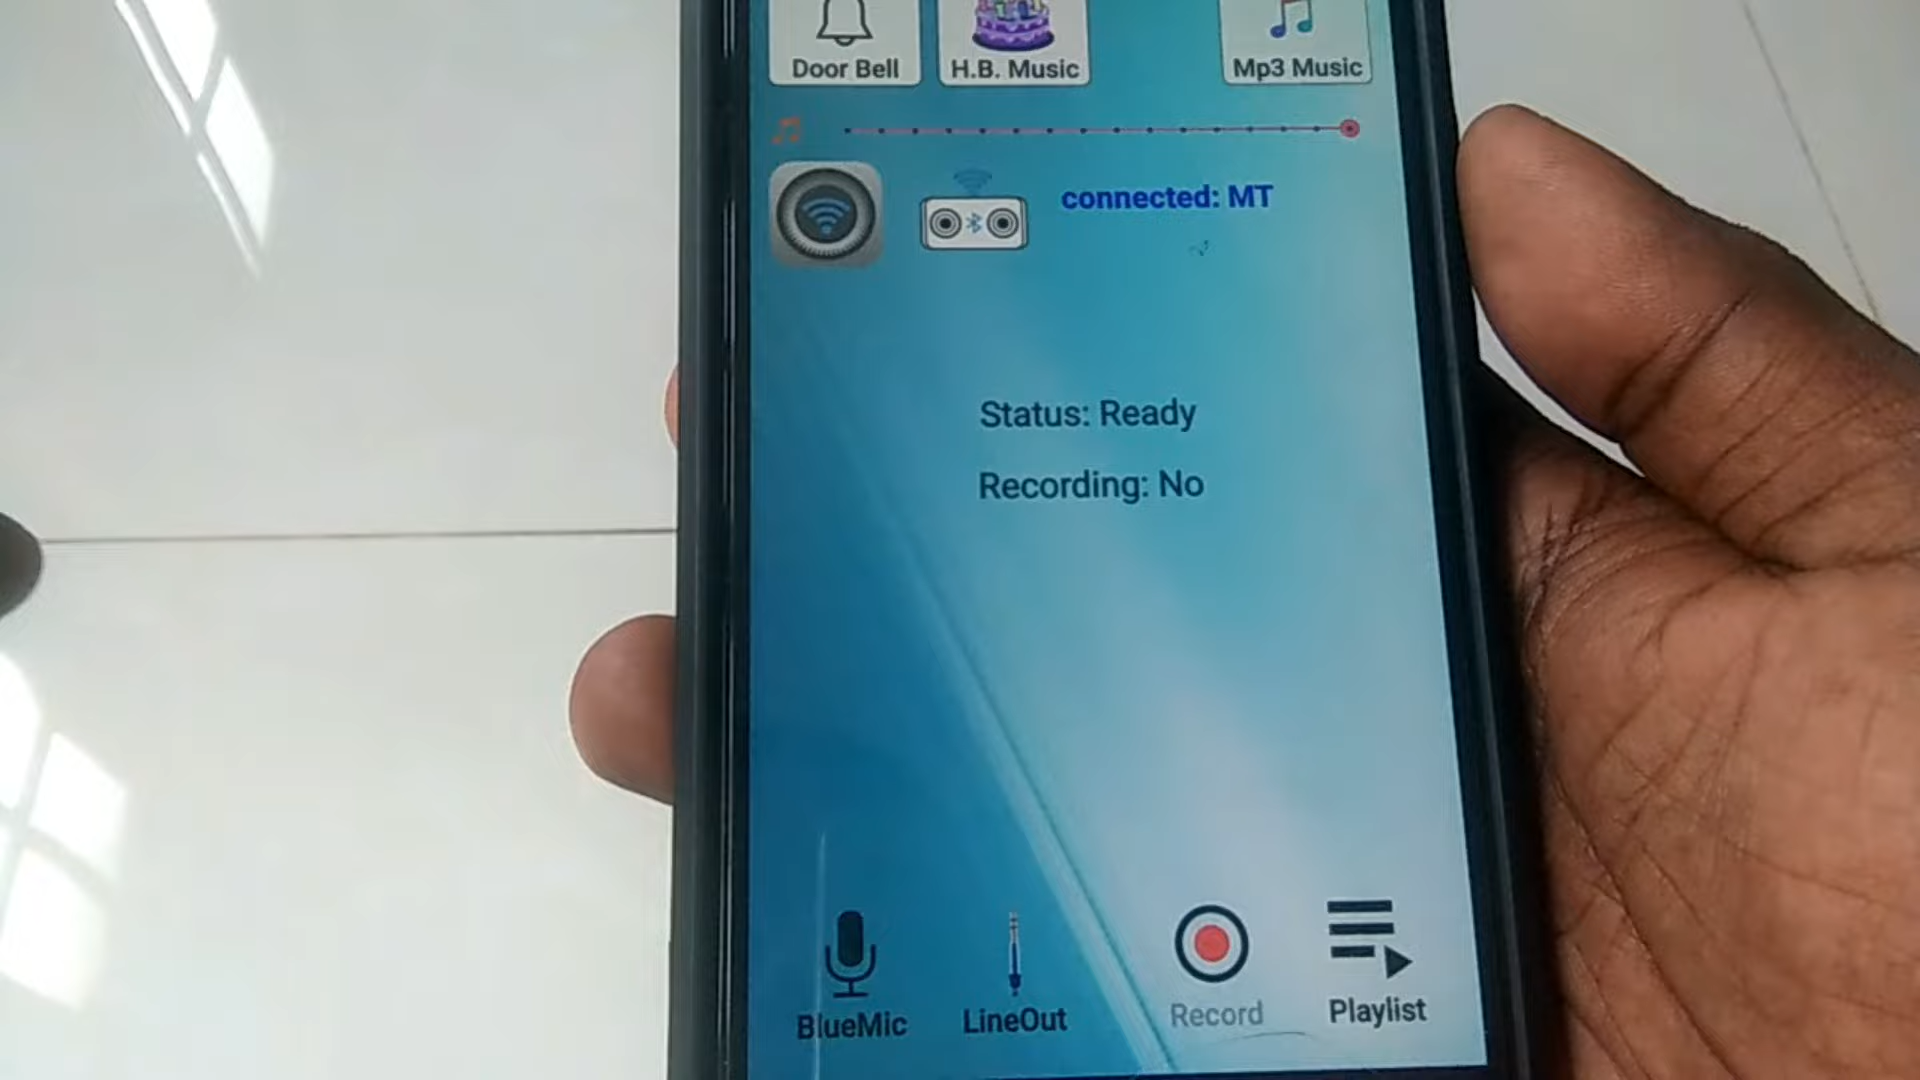 Door Bell
H.B. Music
Mp3 Music
connected: MT
Status: Ready
Recording: No
BlueMic
LineOut
Record
Playlist